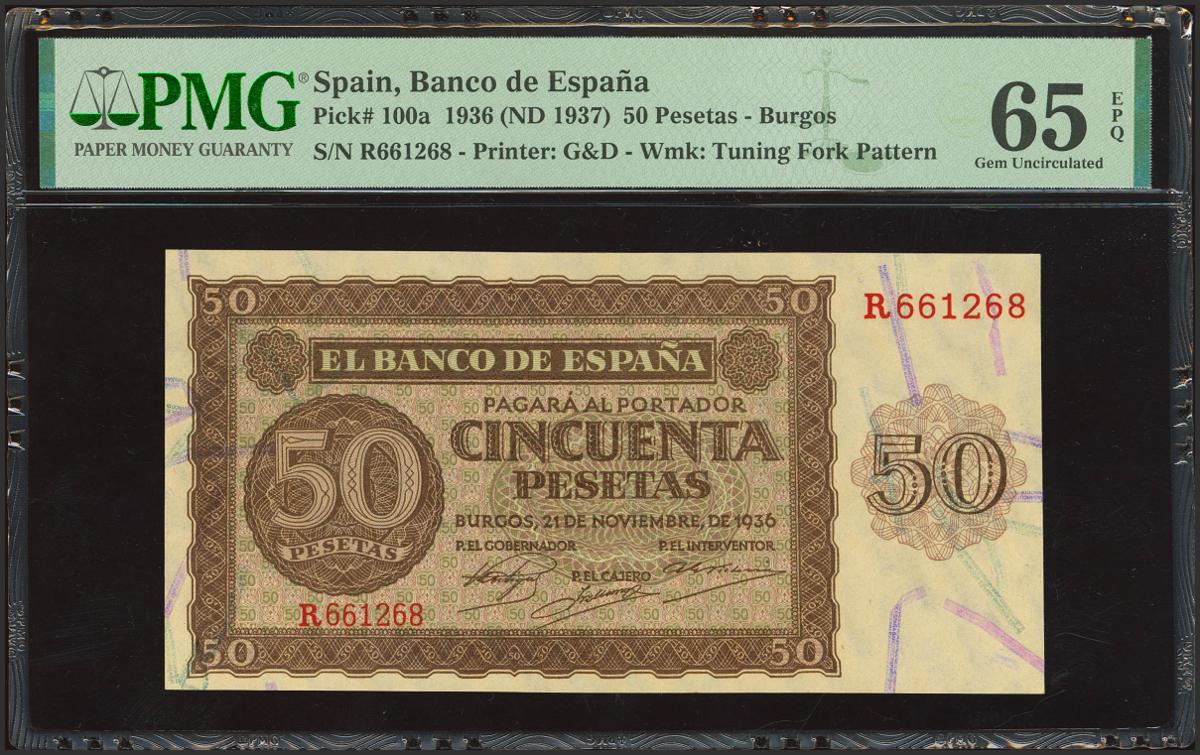 PMG®
PAPER MONEY GUARANTY
Spain, Banco de España
Pick# 100a 1936 (ND 1937) 50 Pesetas - Burgos
S/N R661268 - Printer: G&D - Wmk: Tuning Fork Pattern
65
EPQ
Gem Uncirculated
50
50
R661268
EL BANCO DE ESPAÑA
PAGARÁ AL PORTADOR
CINCUENTA
PESETAS
50
PESETAS
50
BURGOS, 21 DE NOVIEMBRE, DE 1936
P.EL GOBERNADOR
P.EL INTERVENTOR
P.EL CAJERO
R661268
50
50
PMG